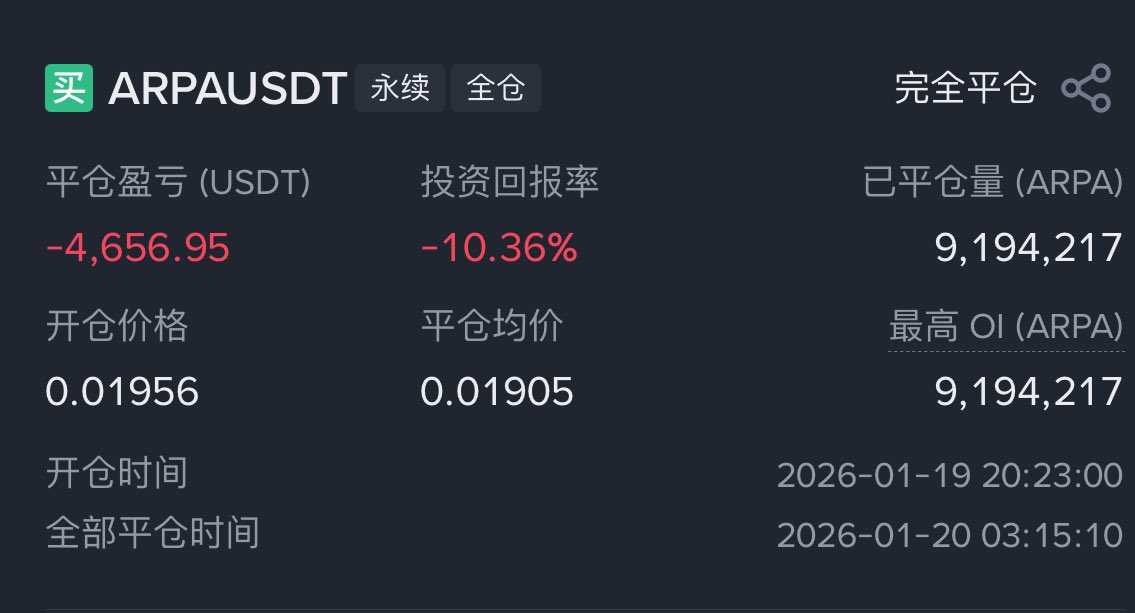 买 ARPAUSDT 永续 全仓 完全平仓
平仓盈亏 (USDT) 投资回报率 已平仓量 (ARPA)
-4,656.95 -10.36% 9,194,217
开仓价格 平仓均价 最高 OI (ARPA)
0.01956 0.01905 9,194,217
开仓时间 2026-01-19 20:23:00
全部平仓时间 2026-01-20 03:15:10